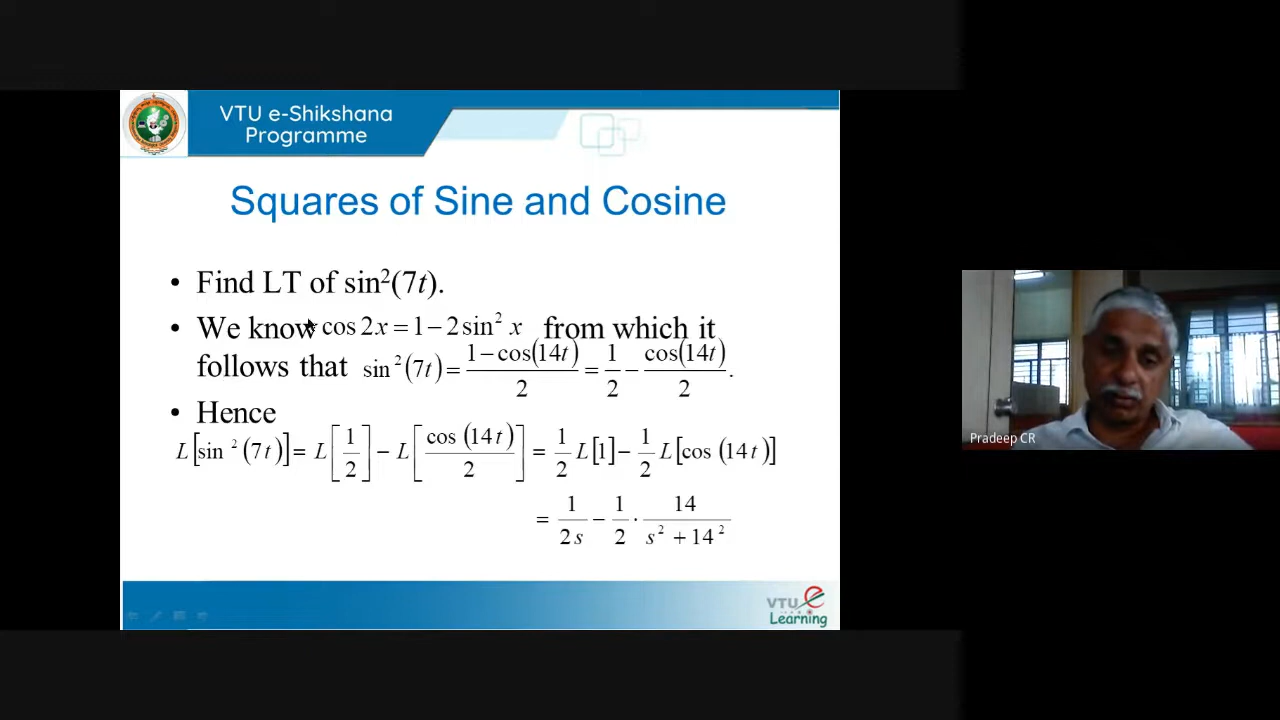 VTU e-Shikshana
Programme
Squares of Sine and Cosine
• Find LT of sin²(7t).
• We know cos 2x = 1 − 2 sin² x from which it
follows that sin²(7t) = (1 − cos(14t))/2 = 1/2 − cos(14t)/2.
• Hence
L[sin²(7t)] = L[1/2] − L[cos(14t)/2] = 1/2 L[1] − 1/2 L[cos(14t)]
= 1/(2s) − 1/2 · 14/(s² + 14²)
VTU e
Learning
Pradeep CR